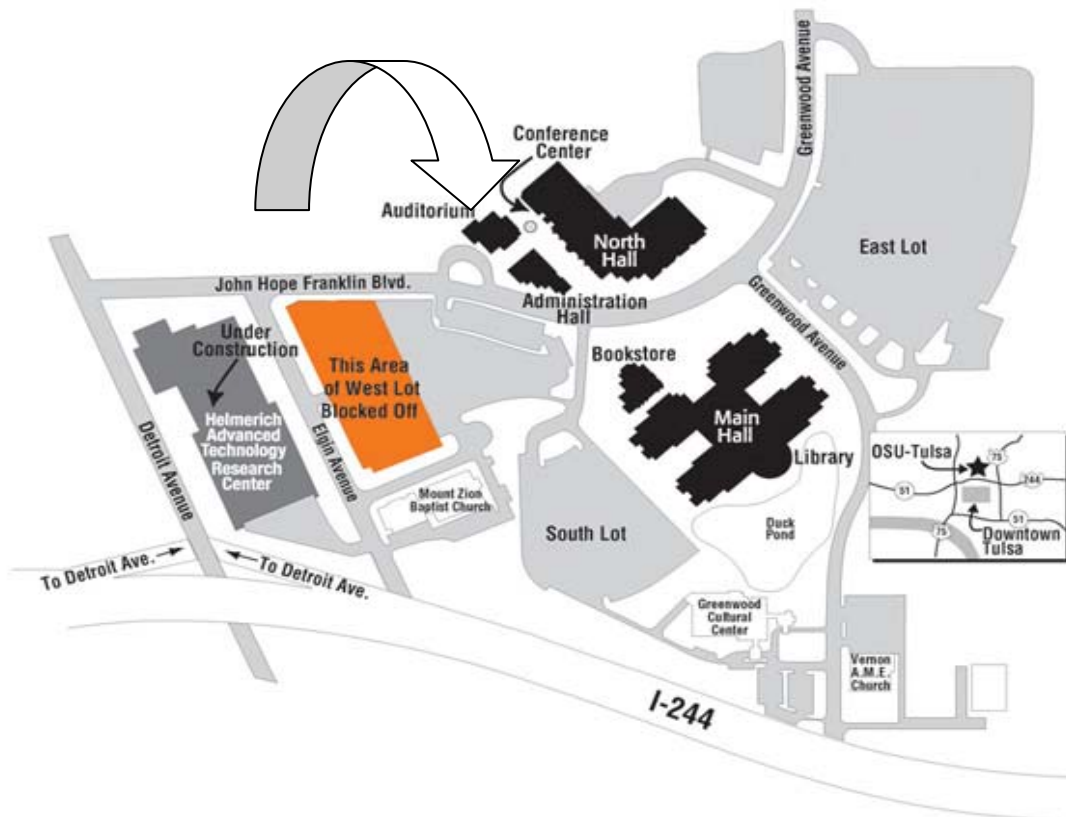 Greenwood Avenue
Conference
Center
Auditorium
North
Hall
East Lot
John Hope Franklin Blvd.
Administration
Hall
Greenwood Avenue
Under
Construction
This Area
of West Lot
Blocked Off
Bookstore
Main
Hall
Library
Helmerich
Advanced
Technology
Research
Center
Detroit Avenue
Elgin Avenue
Mount Zion
Baptist Church
South Lot
Duck
Pond
OSU-Tulsa
75
51
244
75
51
Downtown
Tulsa
To Detroit Ave.
To Detroit Ave.
Greenwood
Cultural
Center
Vernon
A.M.E.
Church
I-244